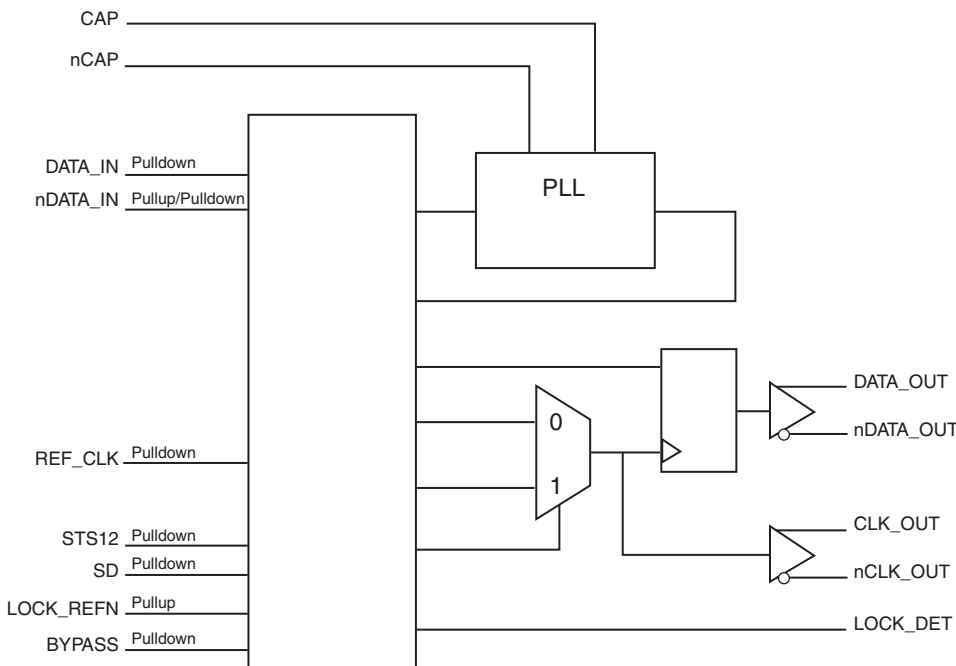 CAP
nCAP
DATA_IN Pulldown
nDATA_IN Pullup/Pulldown
PLL
DATA_OUT
nDATA_OUT
0
REF_CLK Pulldown
1
STS12 Pulldown
CLK_OUT
SD Pulldown
nCLK_OUT
LOCK_REFN Pullup
LOCK_DET
BYPASS Pulldown